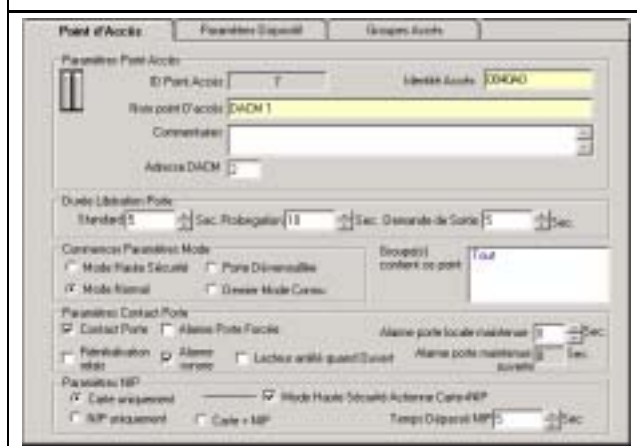 Point d'Accès Paramètres Dispositif Groupes Accès
Paramètres Point Accès
ID Point Accès 7 Identité Accès
Nom point D'accès DACM 1
Commentaires
Adresse DACM
Durée Libération Porte
Standard 5 Sec. Prolongation 10 Sec. Demande de Sortie 5 Sec.
Commencer Paramètres Mode Groupe(s) contient ce point Tout
Mode Haute Sécurité Porte Déverrouillée
Mode Normal Dernier Mode Connu
Paramètres Contact Porte
Contact Porte Alarme Porte Forcée Alarme porte locale maintenue Sec
Réinitialisation relais Alarme sonore Lecteur arrêté quand Ouvert Alarme porte maintenue ouverte Sec.
Paramètres NIP
Carte uniquement Mode Haute Sécurité Actionne Carte+NIP
NIP uniquement Carte + NIP Temps Dépassé NIP 5 Sec